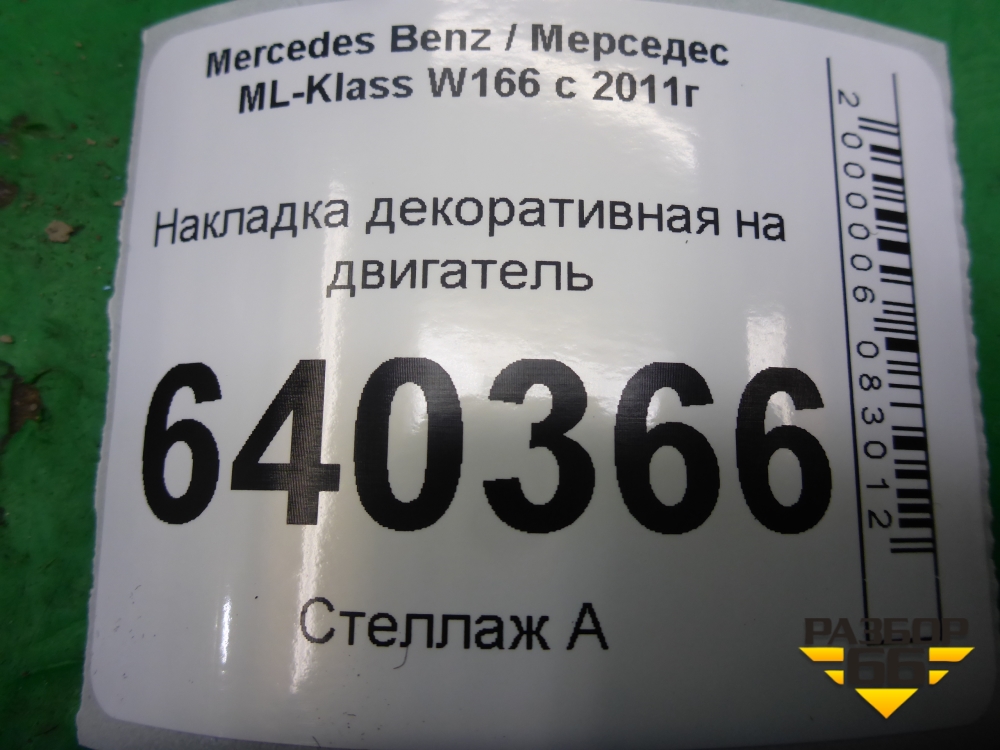 Mercedes Benz / Мерседес
ML-Klass W166 с 2011г
Накладка декоративная на
двигатель
640366
Стеллаж А
2000006083012
РАЗБОР
66